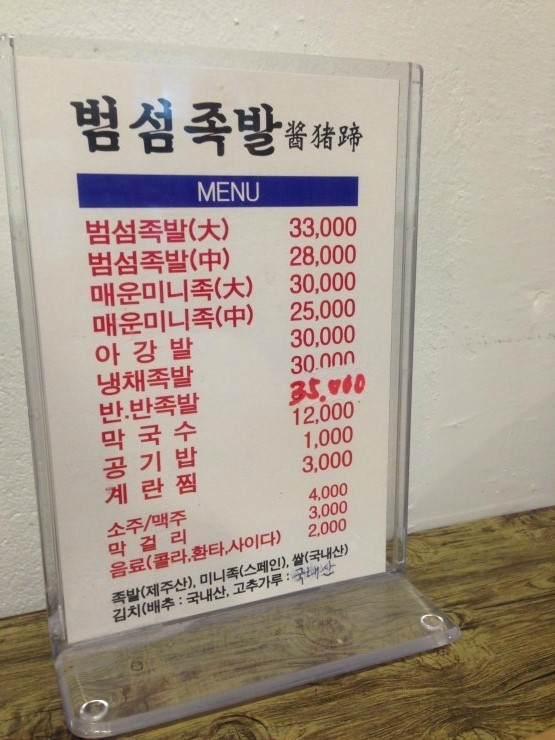 범섬족발 醬猪蹄
MENU
범섬족발(大) 33,000
범섬족발(中) 28,000
매운미니족(大) 30,000
매운미니족(中) 25,000
아강발 30,000
냉채족발 30,000
반.반족발 35,000
막국수 12,000
공기밥 1,000
계란찜 3,000
소주/맥주 4,000
막걸리 3,000
음료(콜라,환타,사이다) 2,000
족발(제주산), 미니족(스페인), 쌀(국내산)
김치(배추 : 국내산, 고추가루 : 국내산